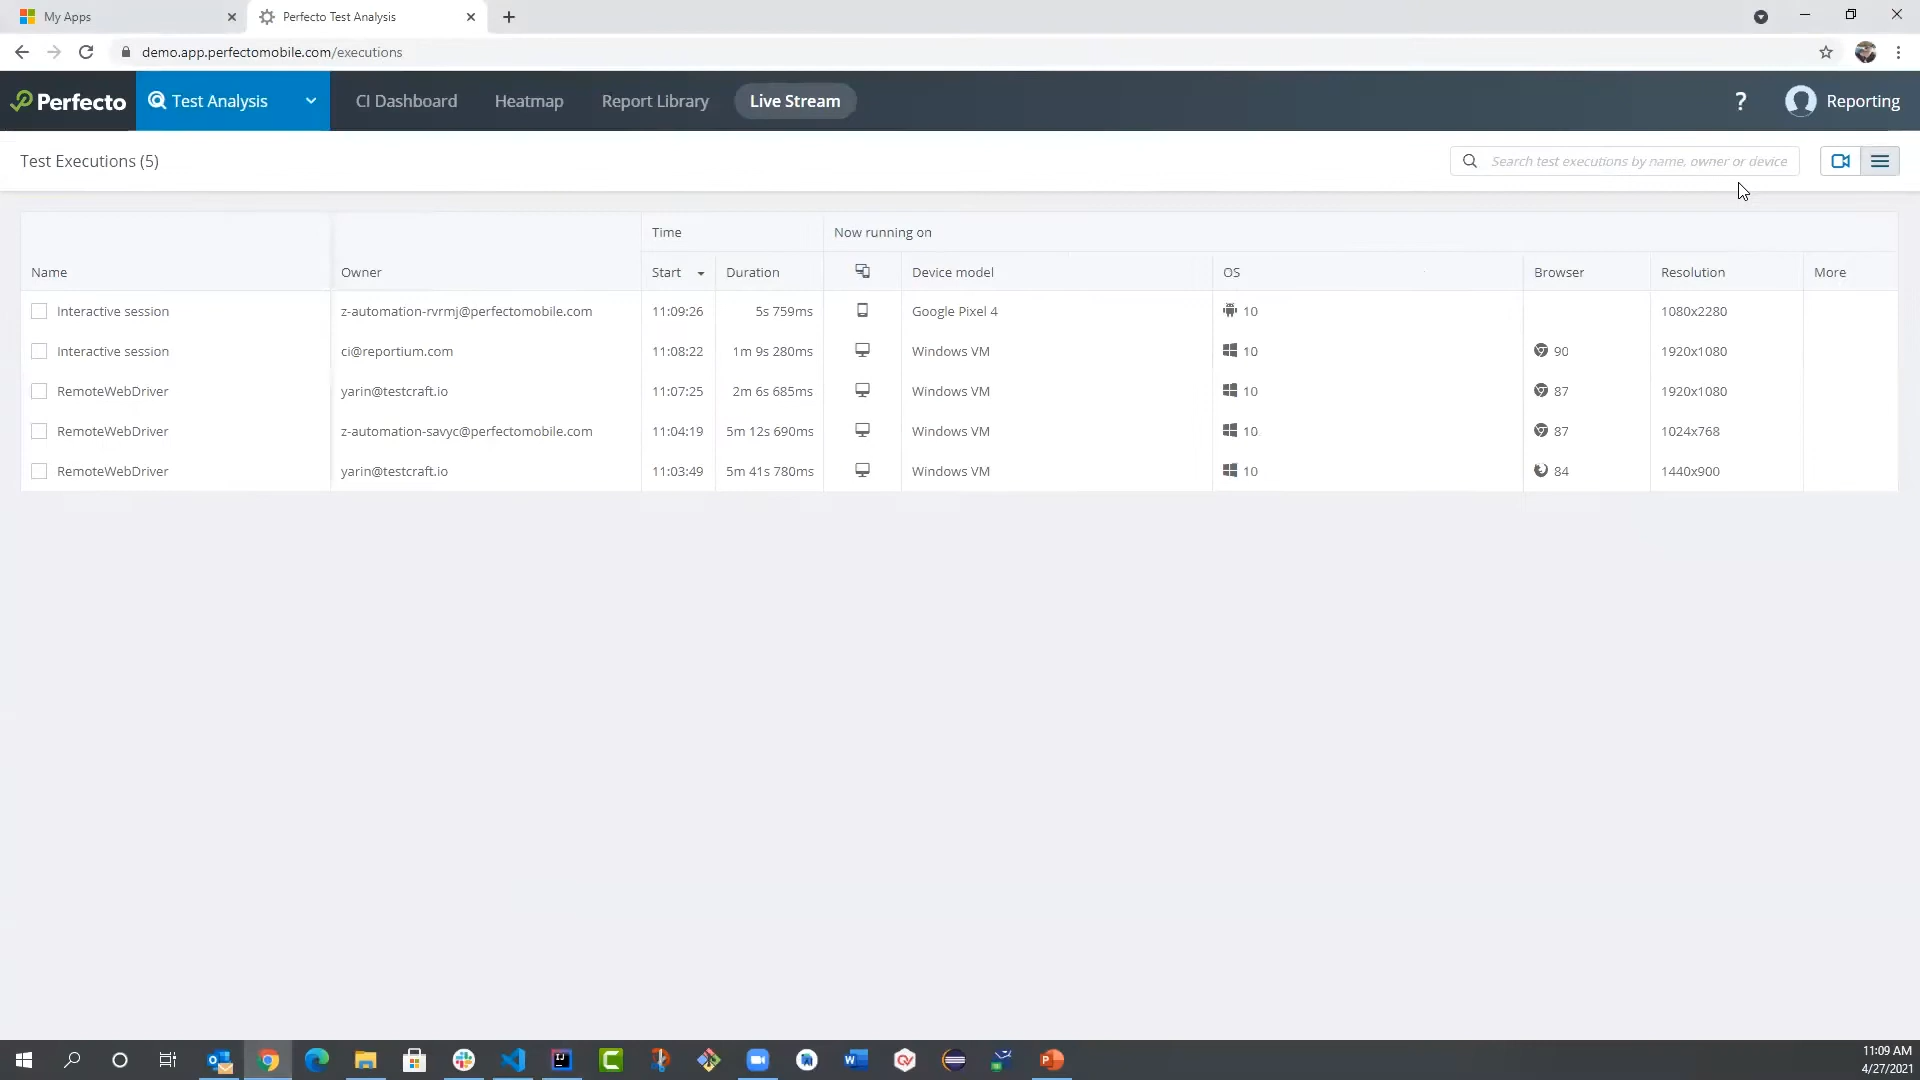 My Apps
Perfecto Test Analysis
demo.app.perfectomobile.com/executions
Perfecto Test Analysis CI Dashboard Heatmap Report Library Live Stream ? Reporting
Test Executions (5) Search test executions by name, owner or device
Time Now running on
Name Owner Start Duration Device model OS Browser Resolution More
Interactive session z-automation-rvrmj@perfectomobile.com 11:09:26 5s 759ms Google Pixel 4 10 1080x2280
Interactive session ci@reportium.com 11:08:22 1m 9s 280ms Windows VM 10 90 1920x1080
RemoteWebDriver yarin@testcraft.io 11:07:25 2m 6s 685ms Windows VM 10 87 1920x1080
RemoteWebDriver z-automation-savyc@perfectomobile.com 11:04:19 5m 12s 690ms Windows VM 10 87 1024x768
RemoteWebDriver yarin@testcraft.io 11:03:49 5m 41s 780ms Windows VM 10 84 1440x900
11:09 AM
4/27/2021